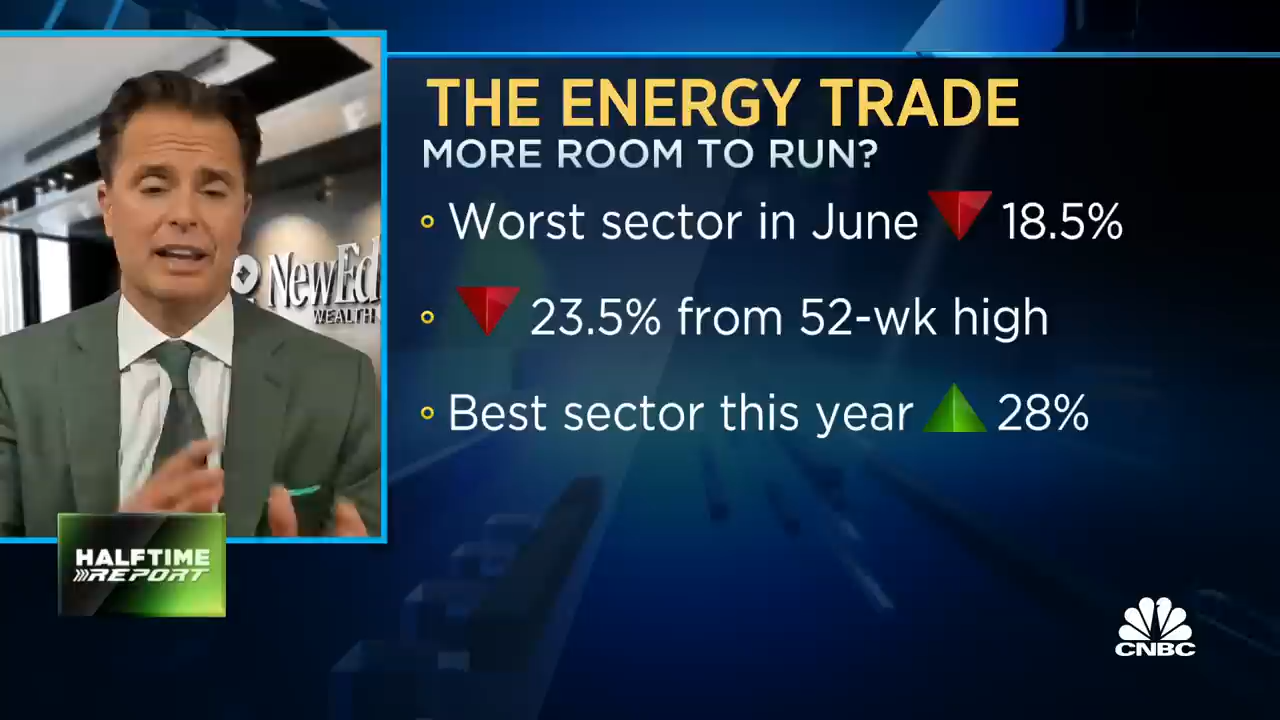 THE ENERGY TRADE
MORE ROOM TO RUN?
Worst sector in June 18.5%
23.5% from 52-wk high
Best sector this year 28%
NewEd
WEALTH
HALFTIME
REPORT
CNBC